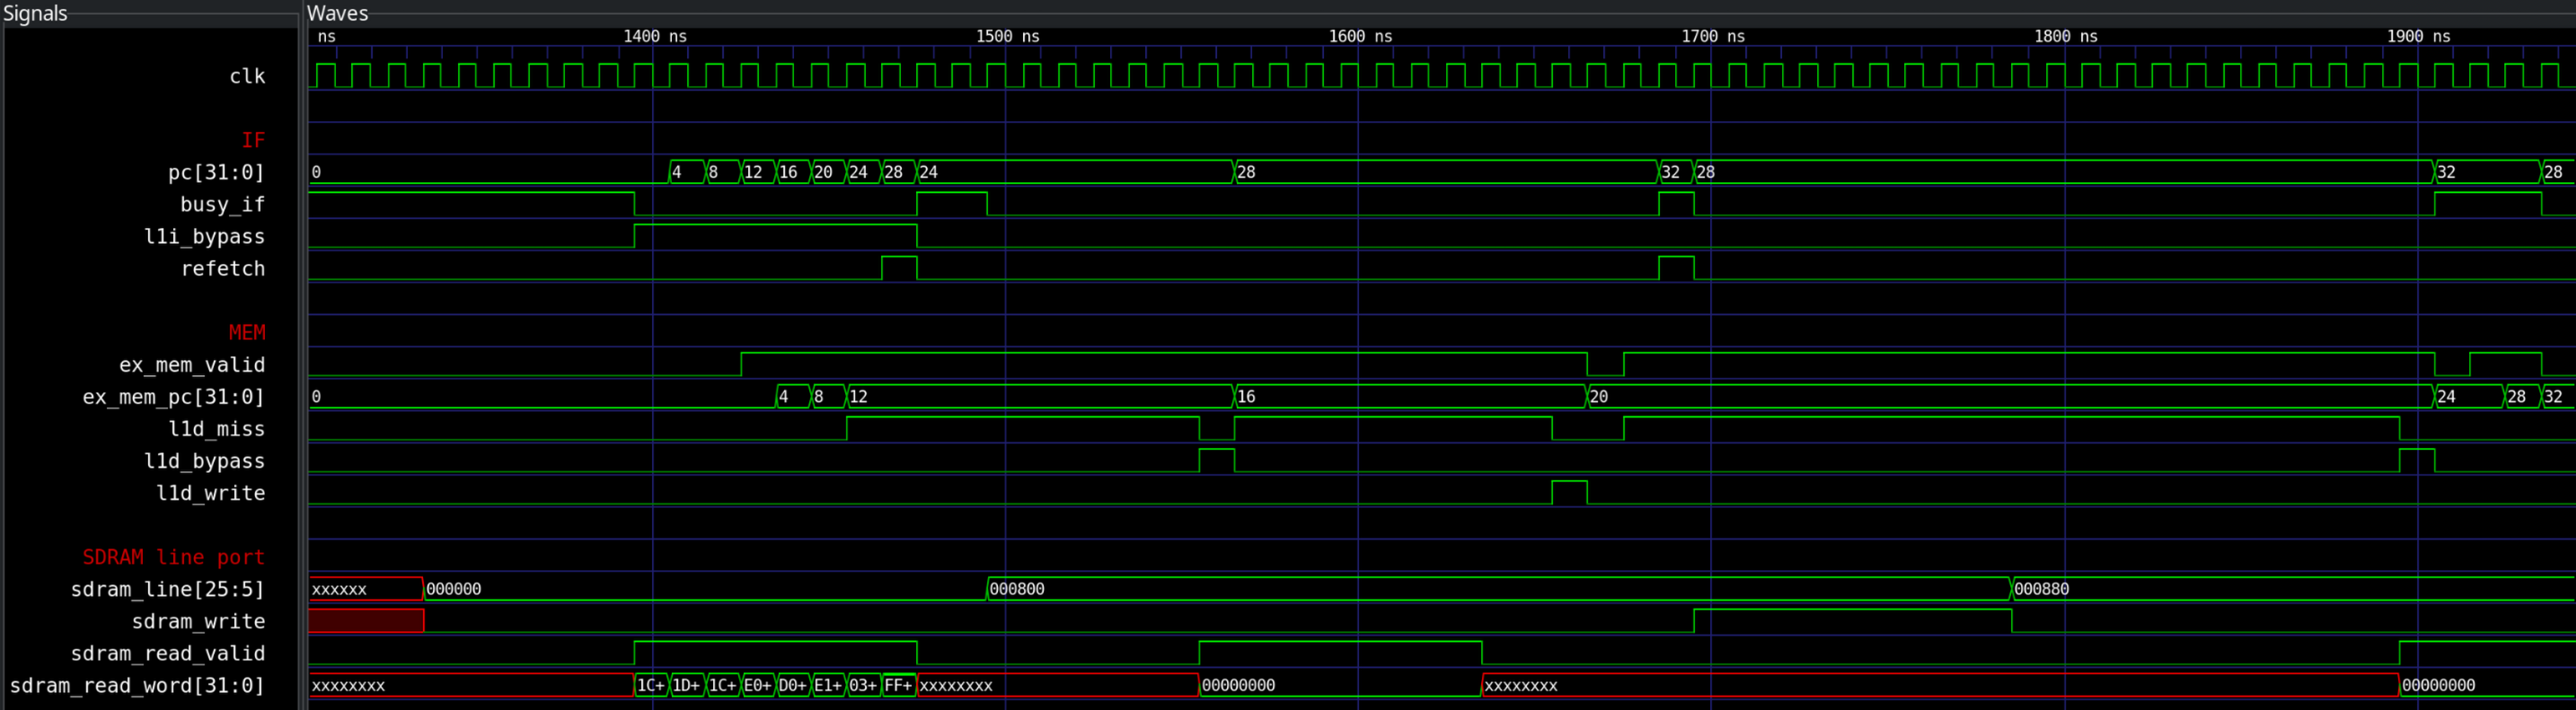 Signals Waves
ns 1400 ns 1500 ns 1600 ns 1700 ns 1800 ns 1900 ns
clk
IF
pc[31:0] 0 4 8 12 16 20 24 28 24 28 32 28 32 28
busy_if
l1i_bypass
refetch
MEM
ex_mem_valid
ex_mem_pc[31:0] 0 4 8 12 16 20 24 28 32
l1d_miss
l1d_bypass
l1d_write
SDRAM line port
sdram_line[25:5] xxxxxx 000000 000800 000880
sdram_write
sdram_read_valid
sdram_read_word[31:0] xxxxxxxx 1C+ 1D+ 1C+ E0+ D0+ E1+ 03+ FF+ xxxxxxxx 00000000 xxxxxxxx 00000000